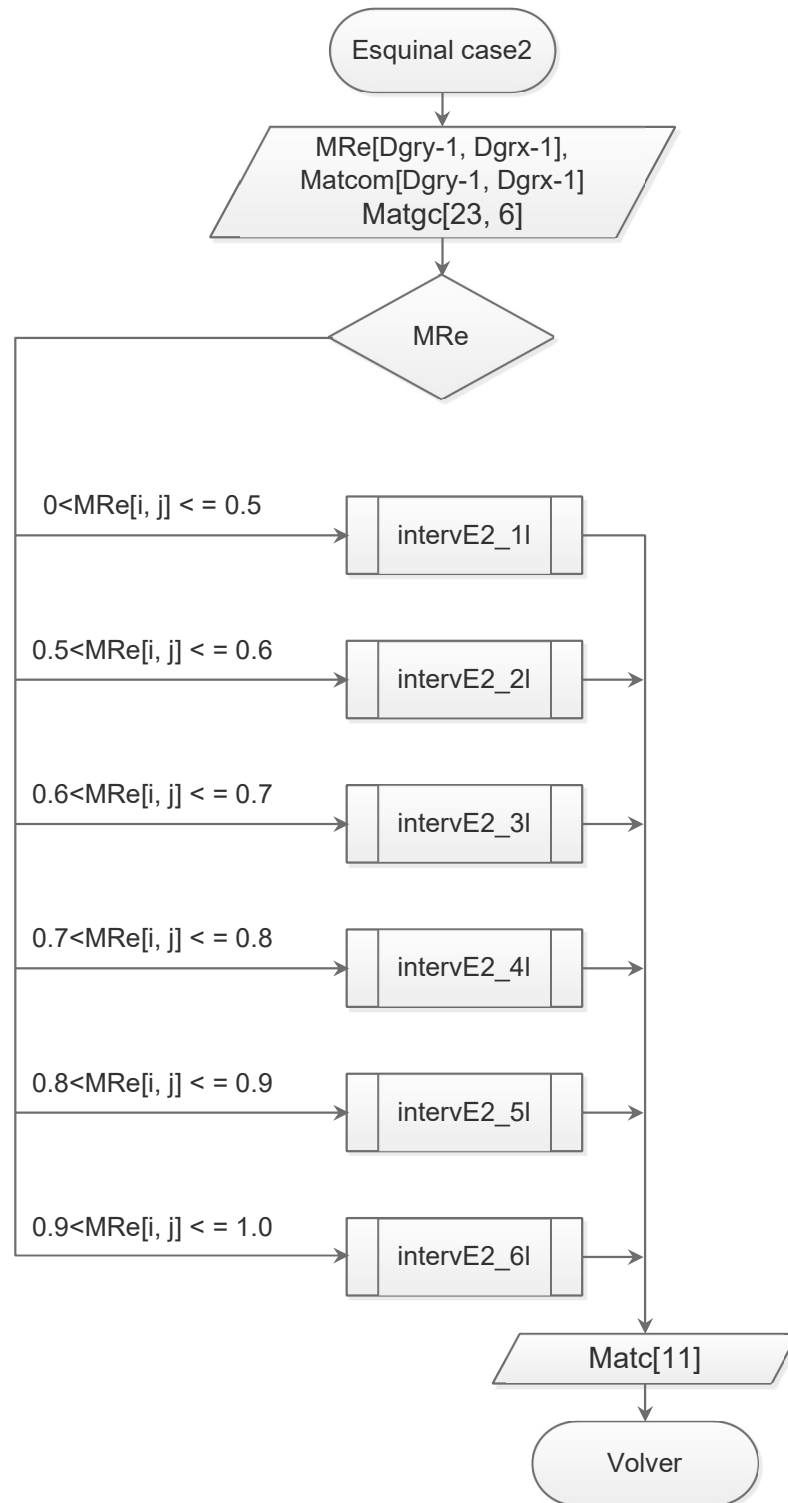 Esquinal case2
MRe[Dgry-1, Dgrx-1],
Matcom[Dgry-1, Dgrx-1]
Matgc[23, 6]
MRe
0<MRe[i, j] < = 0.5
intervE2_1l
0.5<MRe[i, j] < = 0.6
intervE2_2l
0.6<MRe[i, j] < = 0.7
intervE2_3l
0.7<MRe[i, j] < = 0.8
intervE2_4l
0.8<MRe[i, j] < = 0.9
intervE2_5l
0.9<MRe[i, j] < = 1.0
intervE2_6l
Matc[11]
Volver